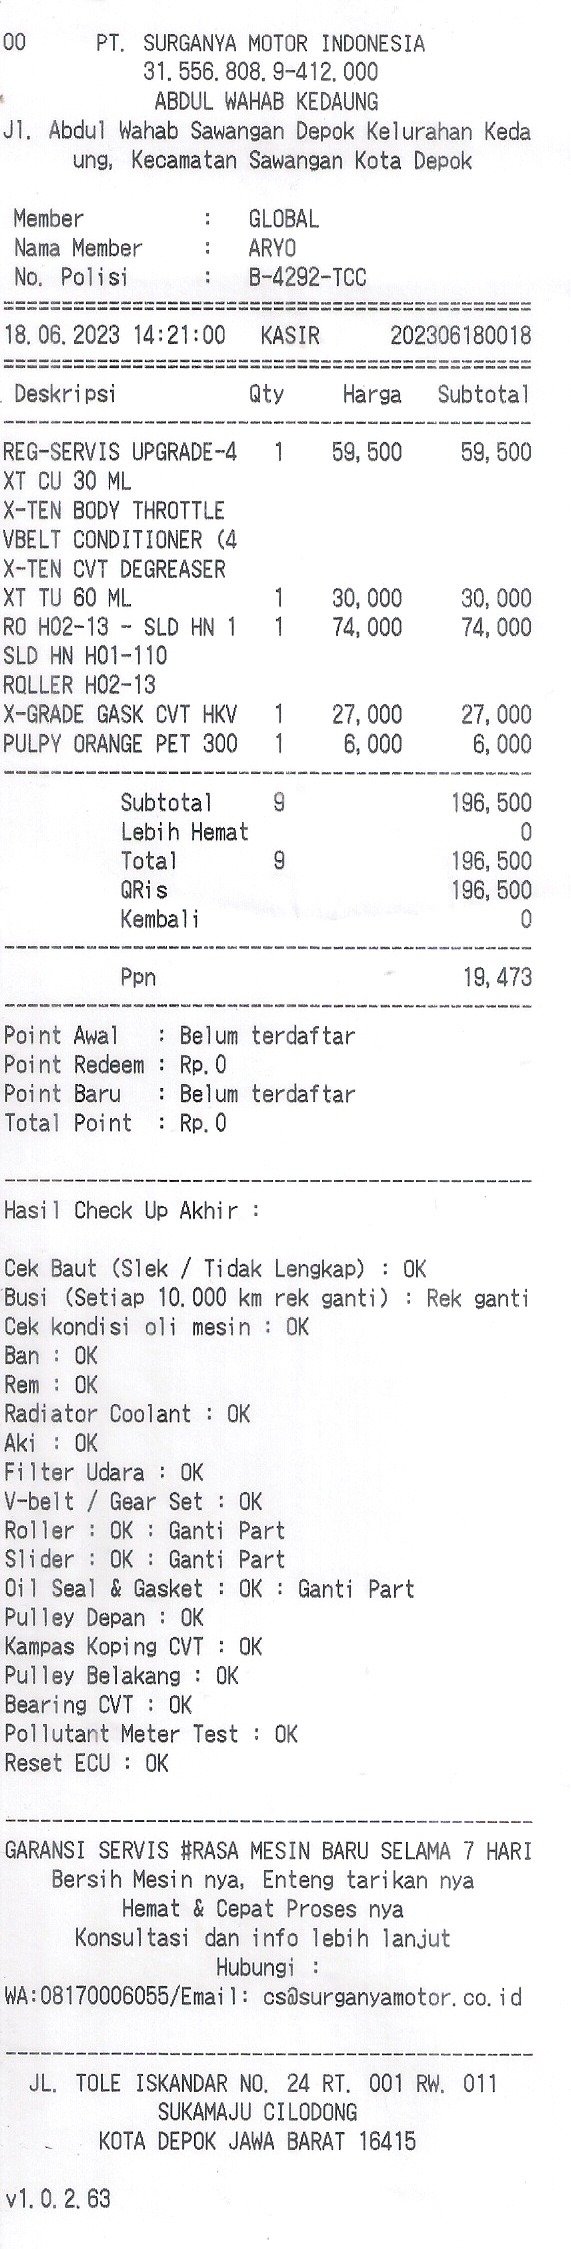 00 PT. SURGANYA MOTOR INDONESIA
31.556.808.9-412.000
ABDUL WAHAB KEDAUNG
Jl. Abdul Wahab Sawangan Depok Kelurahan Keda
ung, Kecamatan Sawangan Kota Depok
Member : GLOBAL
Nama Member : ARYO
No. Polisi : B-4292-TCC
18.06.2023 14:21:00 KASIR 202306180018
Deskripsi Qty Harga Subtotal
REG-SERVIS UPGRADE-4 1 59,500 59,500
XT CU 30 ML
X-TEN BODY THROTTLE
VBELT CONDITIONER (4
X-TEN CVT DEGREASER
XT TU 60 ML 1 30,000 30,000
RO H02-13 - SLD HN 1 1 74,000 74,000
SLD HN H01-110
ROLLER H02-13
X-GRADE GASK CVT HKV 1 27,000 27,000
PULPY ORANGE PET 300 1 6,000 6,000
Subtotal 9 196,500
Lebih Hemat 0
Total 9 196,500
QRis 196,500
Kembali 0
Ppn 19,473
Point Awal : Belum terdaftar
Point Redeem : Rp.0
Point Baru : Belum terdaftar
Total Point : Rp.0
Hasil Check Up Akhir :
Cek Baut (Slek / Tidak Lengkap) : OK
Busi (Setiap 10.000 km rek ganti) : Rek ganti
Cek kondisi oli mesin : OK
Ban : OK
Rem : OK
Radiator Coolant : OK
Aki : OK
Filter Udara : OK
V-belt / Gear Set : OK
Roller : OK : Ganti Part
Slider : OK : Ganti Part
Oil Seal & Gasket : OK : Ganti Part
Pulley Depan : OK
Kampas Koping CVT : OK
Pulley Belakang : OK
Bearing CVT : OK
Pollutant Meter Test : OK
Reset ECU : OK
GARANSI SERVIS #RASA MESIN BARU SELAMA 7 HARI
Bersih Mesin nya, Enteng tarikan nya
Hemat & Cepat Proses nya
Konsultasi dan info lebih lanjut
Hubungi :
WA:08170006055/Email: cs@surganyamotor.co.id
JL. TOLE ISKANDAR NO. 24 RT. 001 RW. 011
SUKAMAJU CILODONG
KOTA DEPOK JAWA BARAT 16415
v1.0.2.63